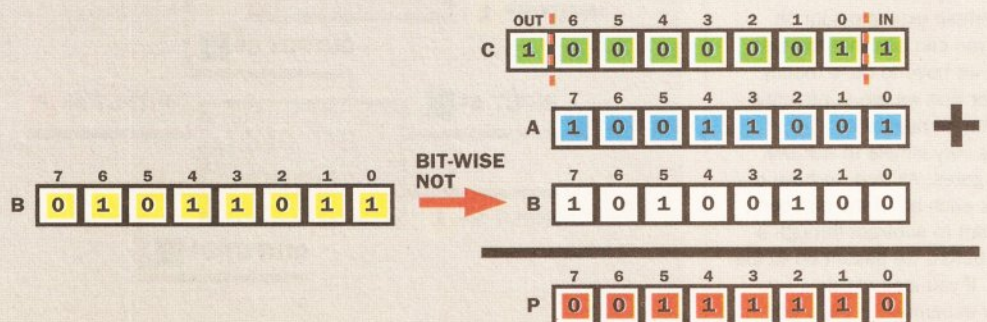 OUT 6 5 4 3 2 1 0 IN
C 1 0 0 0 0 0 0 1 1
7 6 5 4 3 2 1 0
A 1 0 0 1 1 0 0 1 +
BIT-WISE NOT
7 6 5 4 3 2 1 0
B 0 1 0 1 1 0 1 1
7 6 5 4 3 2 1 0
B 1 0 1 0 0 1 0 0
7 6 5 4 3 2 1 0
P 0 0 1 1 1 1 1 0